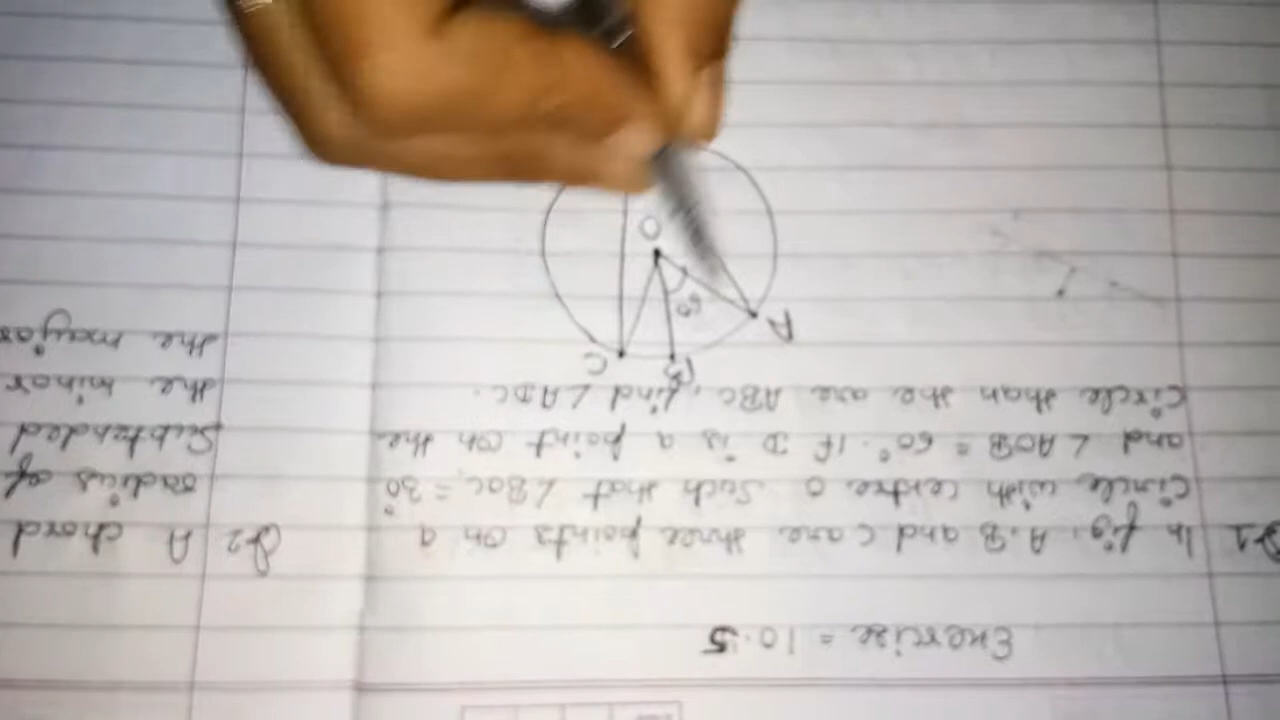 Exercise = 10.5
Q1 In fig. A.B and C are three points on a
circle with centre O such that ∠BOC = 30°
and ∠AOB = 60°. If D is a point on the
circle than the arc ABC, find ∠ADC.
C B A
60
O
Q2 A chord
radius of
Subtended
the minor
the major